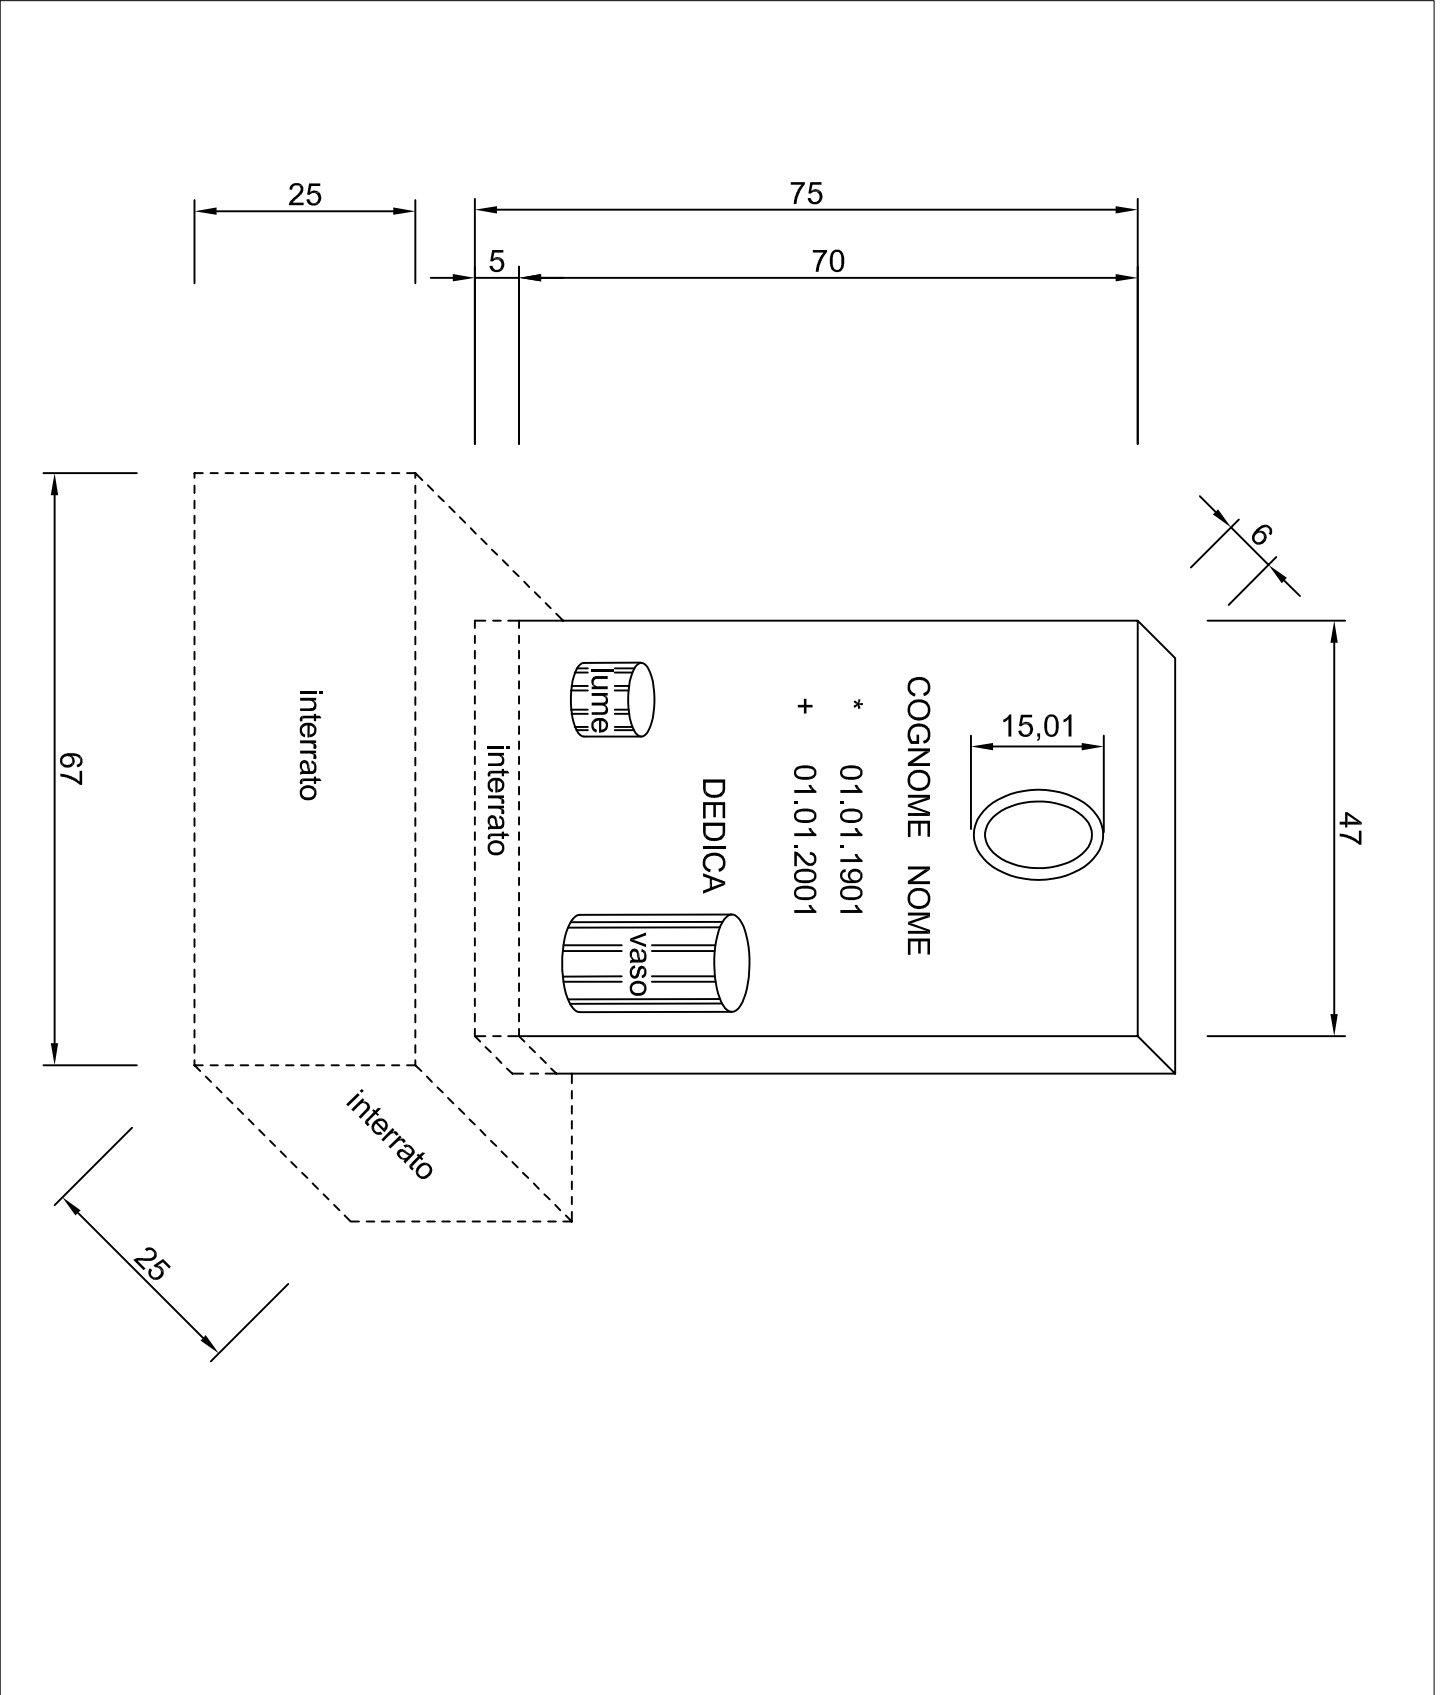 25
75
5
70
6
47
15,01
COGNOME NOME
* 01.01.1901
+ 01.01.2001
DEDICA
lume
vaso
interrato
interrato
interrato
67
25